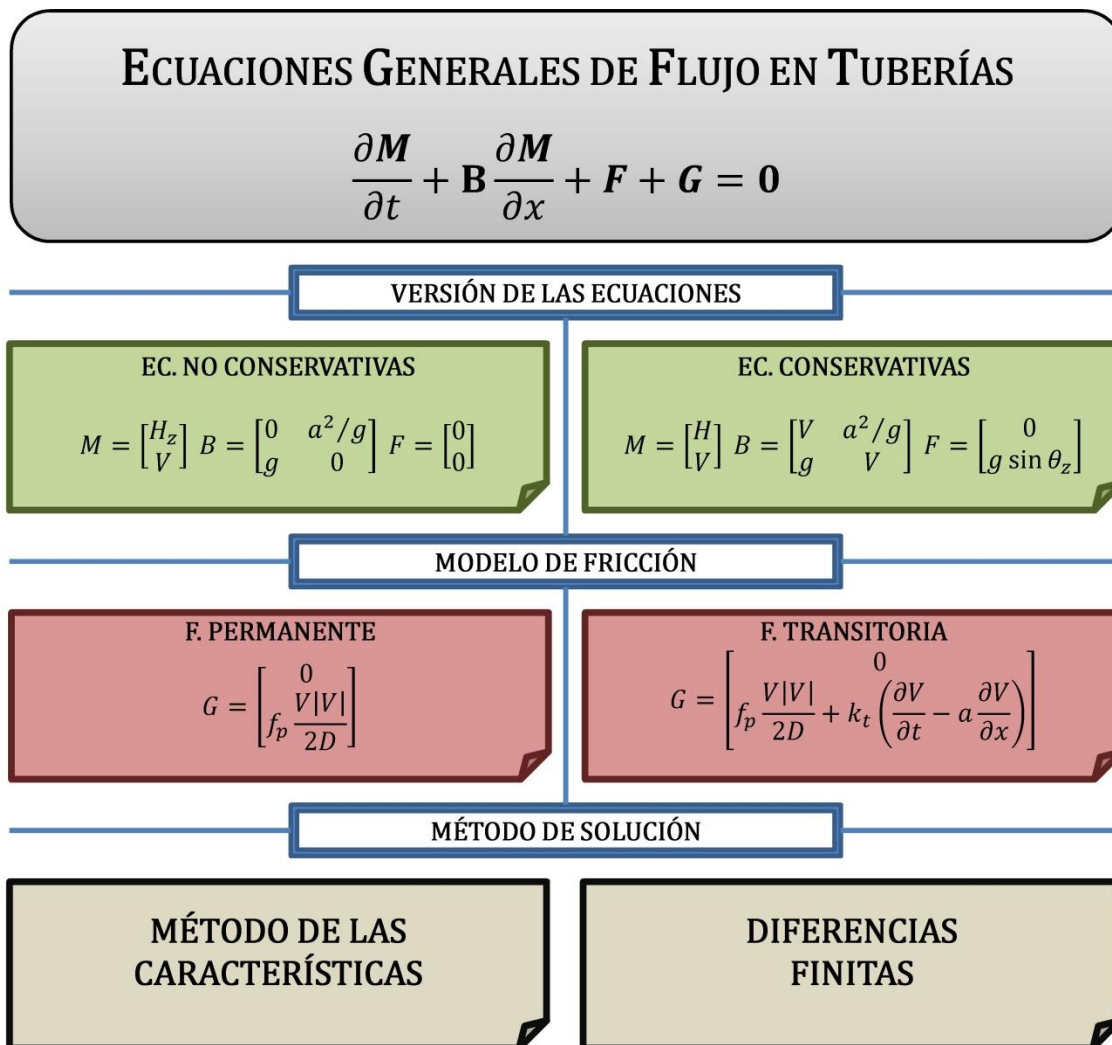 ECUACIONES GENERALES DE FLUJO EN TUBERÍAS
∂M/∂t + B ∂M/∂x + F + G = 0
VERSIÓN DE LAS ECUACIONES
EC. NO CONSERVATIVAS
M = [H_z; V] B = [0 a²/g; g 0] F = [0; 0]
EC. CONSERVATIVAS
M = [H; V] B = [V a²/g; g V] F = [0; g sin θ_z]
MODELO DE FRICCIÓN
F. PERMANENTE
G = [0; f_p V|V|/2D]
F. TRANSITORIA
G = [0; f_p V|V|/2D + k_t (∂V/∂t − a ∂V/∂x)]
MÉTODO DE SOLUCIÓN
MÉTODO DE LAS
CARACTERÍSTICAS
DIFERENCIAS
FINITAS